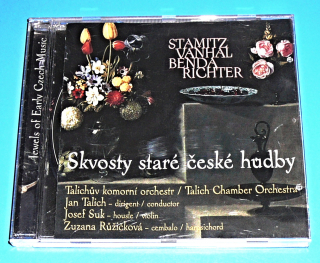 Jewels of Early Czech Music
STAMITZ
VANHAL
BENDA
RICHTER
Skvosty staré české hudby
Talichův komorní orchestr / Talich Chamber Orchestra
Jan Talich – dirigent / conductor
Josef Suk – housle / violin
Zuzana Růžičková – cembalo / harpsichord